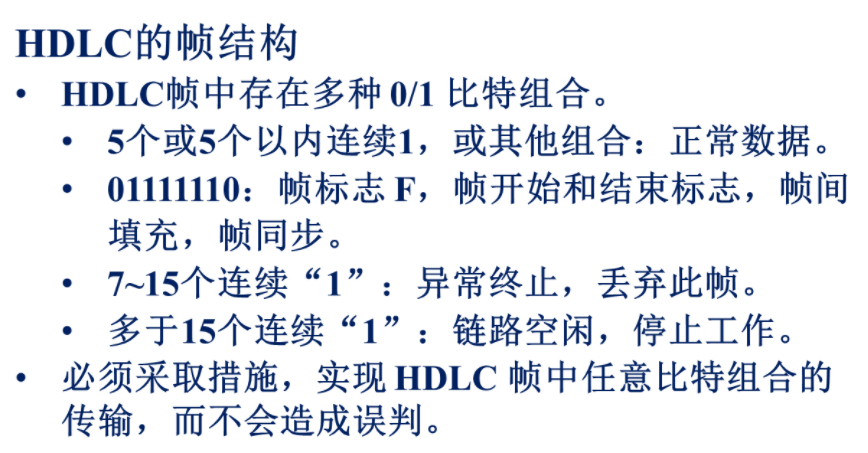 HDLC的帧结构
• HDLC帧中存在多种 0/1 比特组合。
• 5个或5个以内连续1，或其他组合：正常数据。
• 01111110：帧标志 F，帧开始和结束标志，帧间
填充，帧同步。
• 7~15个连续“1”：异常终止，丢弃此帧。
• 多于15个连续“1”：链路空闲，停止工作。
• 必须采取措施，实现 HDLC 帧中任意比特组合的
传输，而不会造成误判。